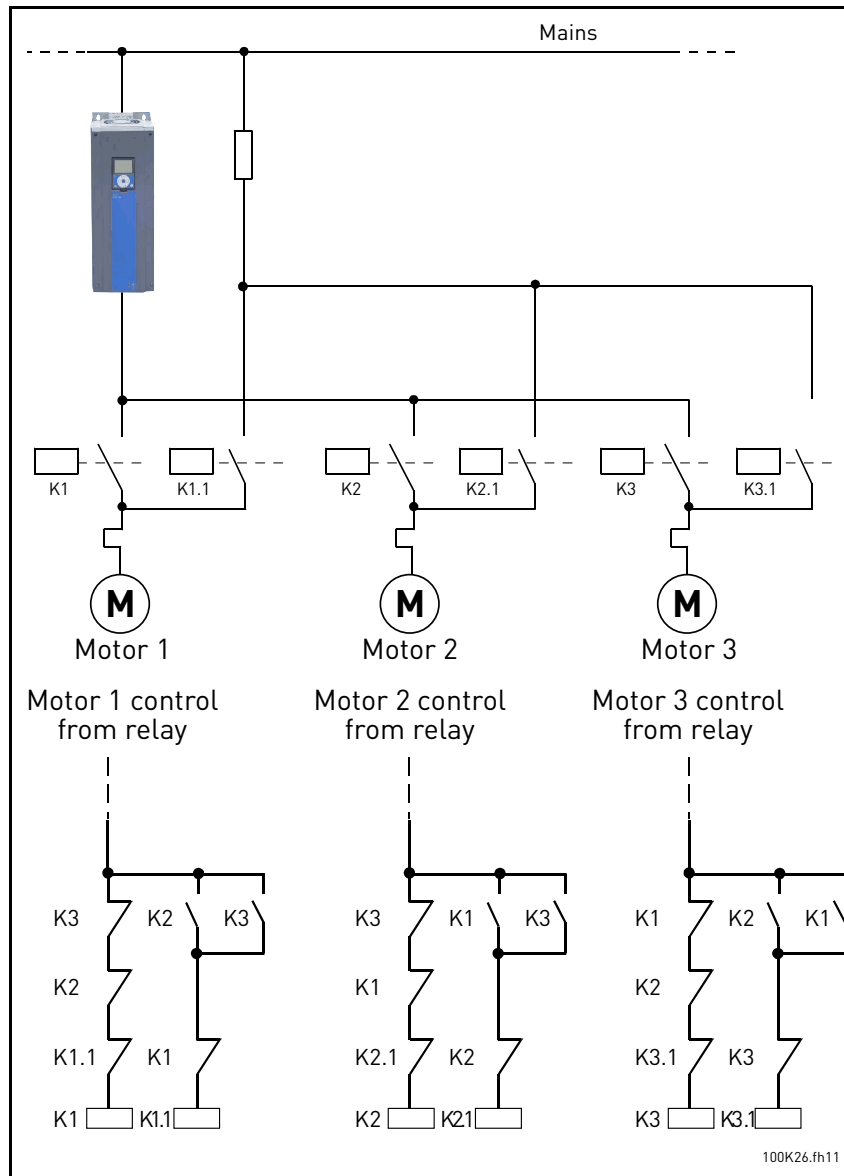 Mains
K1 K1.1 K2 K2.1 K3 K3.1
M M M
Motor 1 Motor 2 Motor 3
Motor 1 control Motor 2 control Motor 3 control
from relay from relay from relay
K3 K2 K3 K3 K1 K3 K1 K2 K1
K2 K1 K2
K1.1 K1 K2.1 K2 K3.1 K3
K1 K1.1 K2 K2.1 K3 K3.1
100K26.fh11